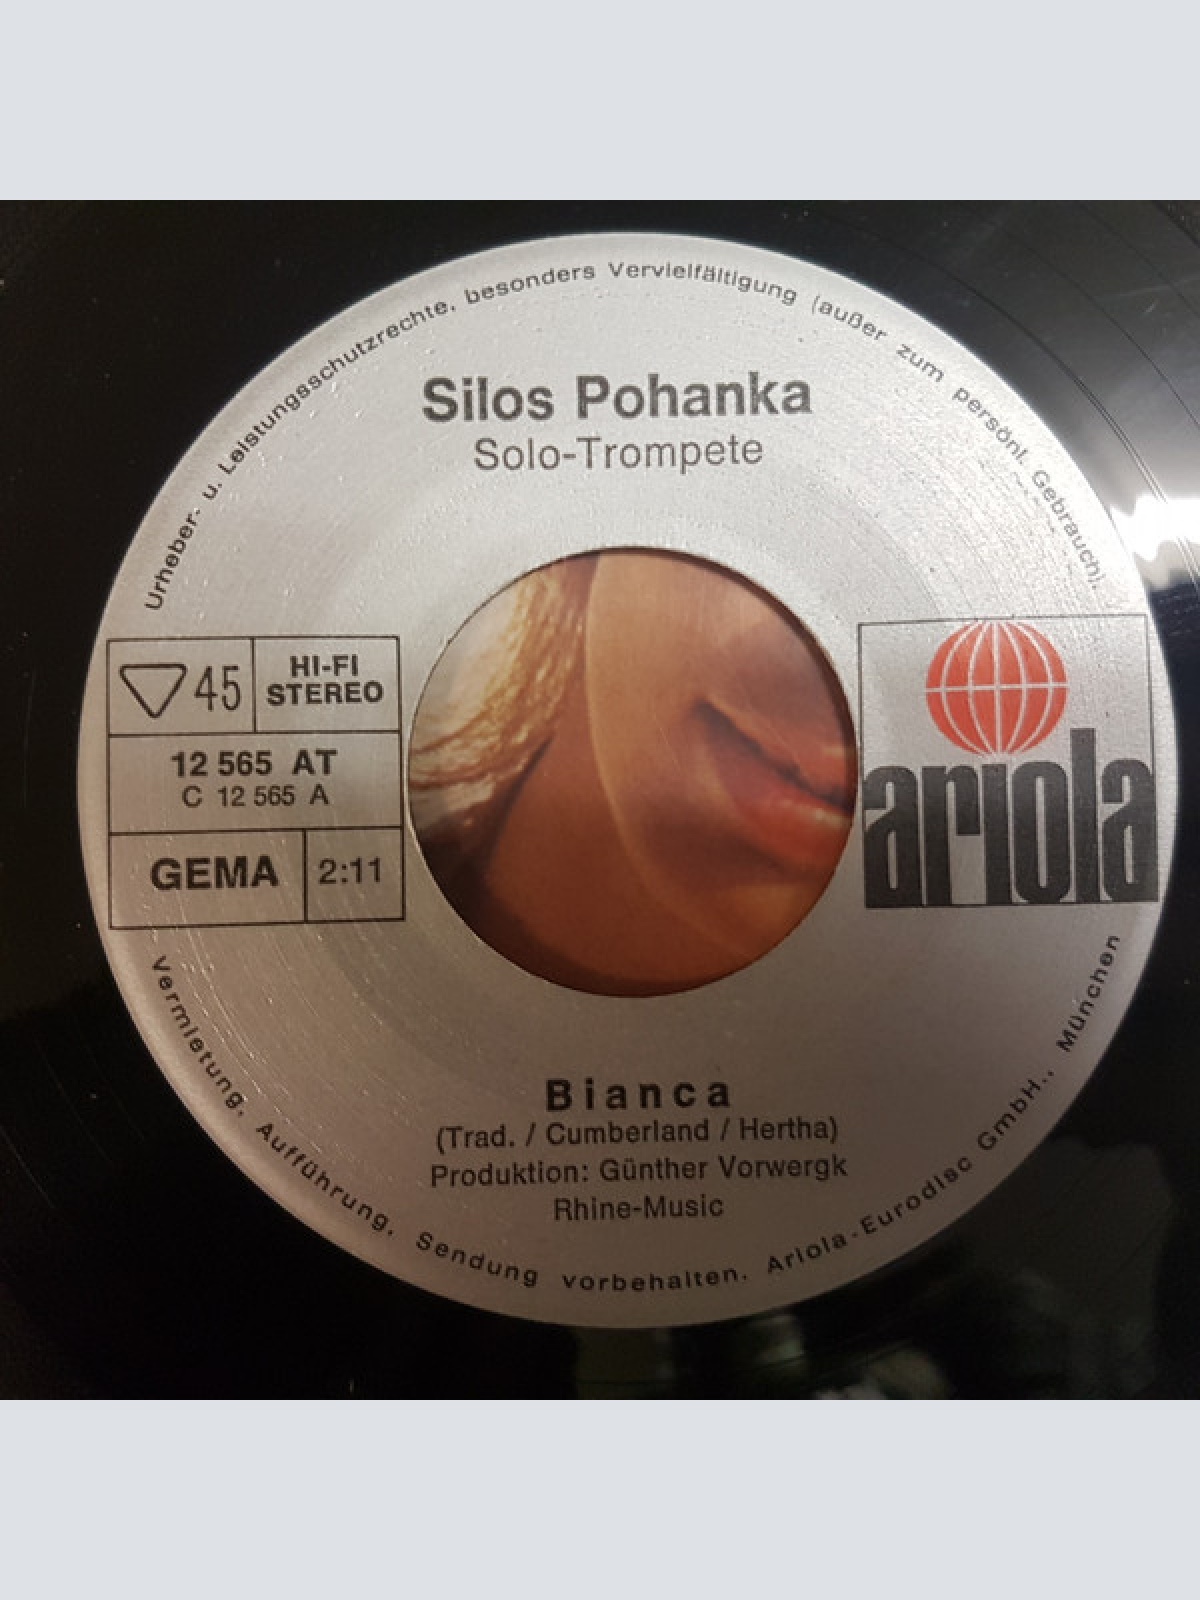 Urheber- u. Leistungsschutzrechte, besonders Vervielfältigung (außer zum persönl. Gebrauch),
Silos Pohanka
Solo-Trompete
45
HI-FI
STEREO
12 565 AT
C 12 565 A
GEMA
2:11
ariola
Bianca
(Trad. / Cumberland / Hertha)
Produktion: Günther Vorwergk
Rhine-Music
Vermietung, Aufführung, Sendung vorbehalten. Ariola-Eurodisc GmbH., München